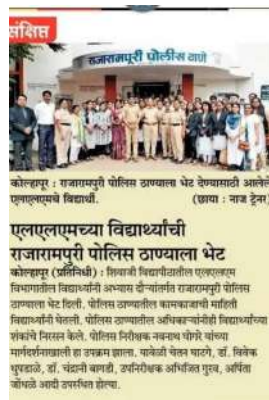 संक्षिप्त
राजारामपुरी पोलीस ठाणे
कोल्हापूर : राजारामपुरी पोलिस ठाण्याला भेट देण्यासाठी आलेले
एलएलएमचे विद्यार्थी. (छाया : नाज ट्रेनर)
एलएलएमच्या विद्यार्थ्यांची
राजारामपुरी पोलिस ठाण्याला भेट
कोल्हापूर (प्रतिनिधी) : शिवाजी विद्यापीठातील एलएलएम
विभागातील विद्यार्थ्यांनी अभ्यास दौऱ्यांतर्गत राजारामपुरी पोलिस
ठाण्याला भेट दिली. पोलिस ठाण्यातील कामकाजाची माहिती
विद्यार्थ्यांनी घेतली. पोलिस ठाण्यातील अधिकाऱ्यांनीही विद्यार्थ्यांच्या
शंकांचे निरसन केले. पोलिस निरीक्षक नवनाथ घोगरे यांच्या
मार्गदर्शनाखाली हा उपक्रम झाला. यावेळी चेतन घाटगे, डॉ. विवेक
धुपदाळे, डॉ. चंद्रानी बागडी, उपनिरीक्षक अभिजित गुरव, अर्पिता
जोंधळे आदी उपस्थित होत्या.